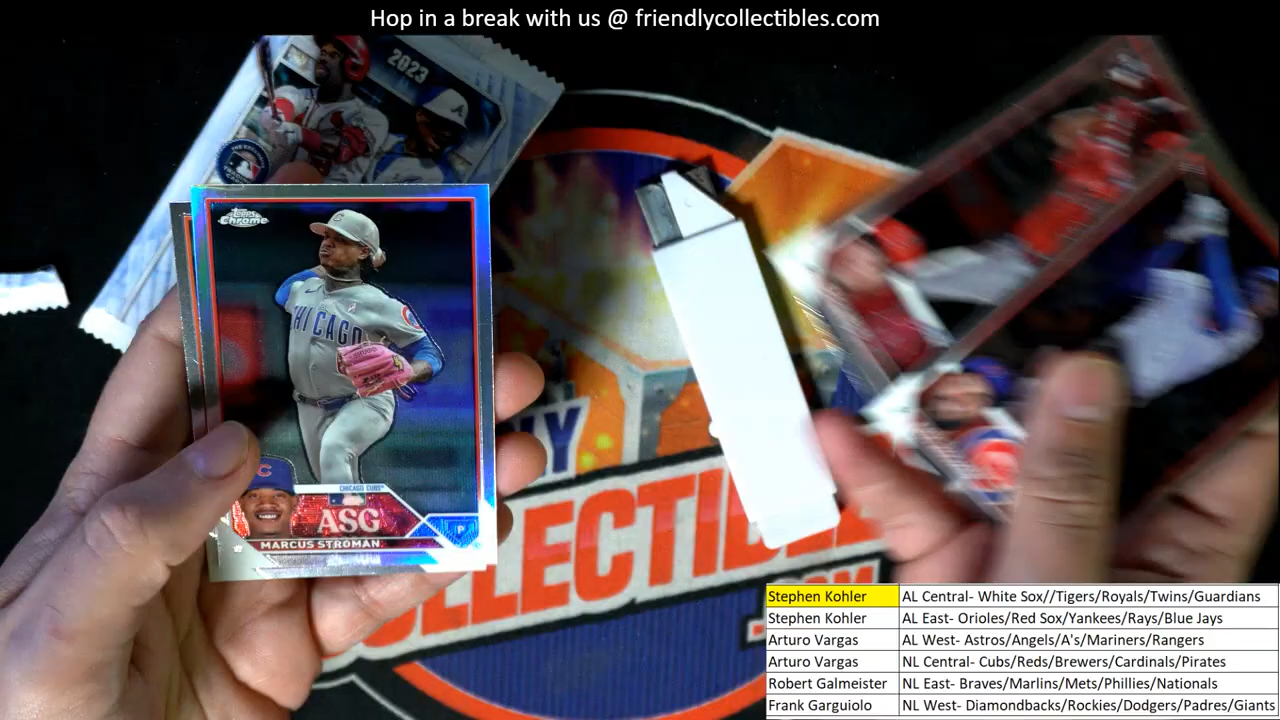 Hop in a break with us @ friendlycollectibles.com
2023
Topps
Chrome
CHICAGO
CHICAGO CUBS
ASG
P
MARCUS STROMAN
COLLECTIBLES
.COM
Stephen Kohler AL Central- White Sox//Tigers/Royals/Twins/Guardians
Stephen Kohler AL East- Orioles/Red Sox/Yankees/Rays/Blue Jays
Arturo Vargas AL West- Astros/Angels/A's/Mariners/Rangers
Arturo Vargas NL Central- Cubs/Reds/Brewers/Cardinals/Pirates
Robert Galmeister NL East- Braves/Marlins/Mets/Phillies/Nationals
Frank Garguiolo NL West- Diamondbacks/Rockies/Dodgers/Padres/Giants